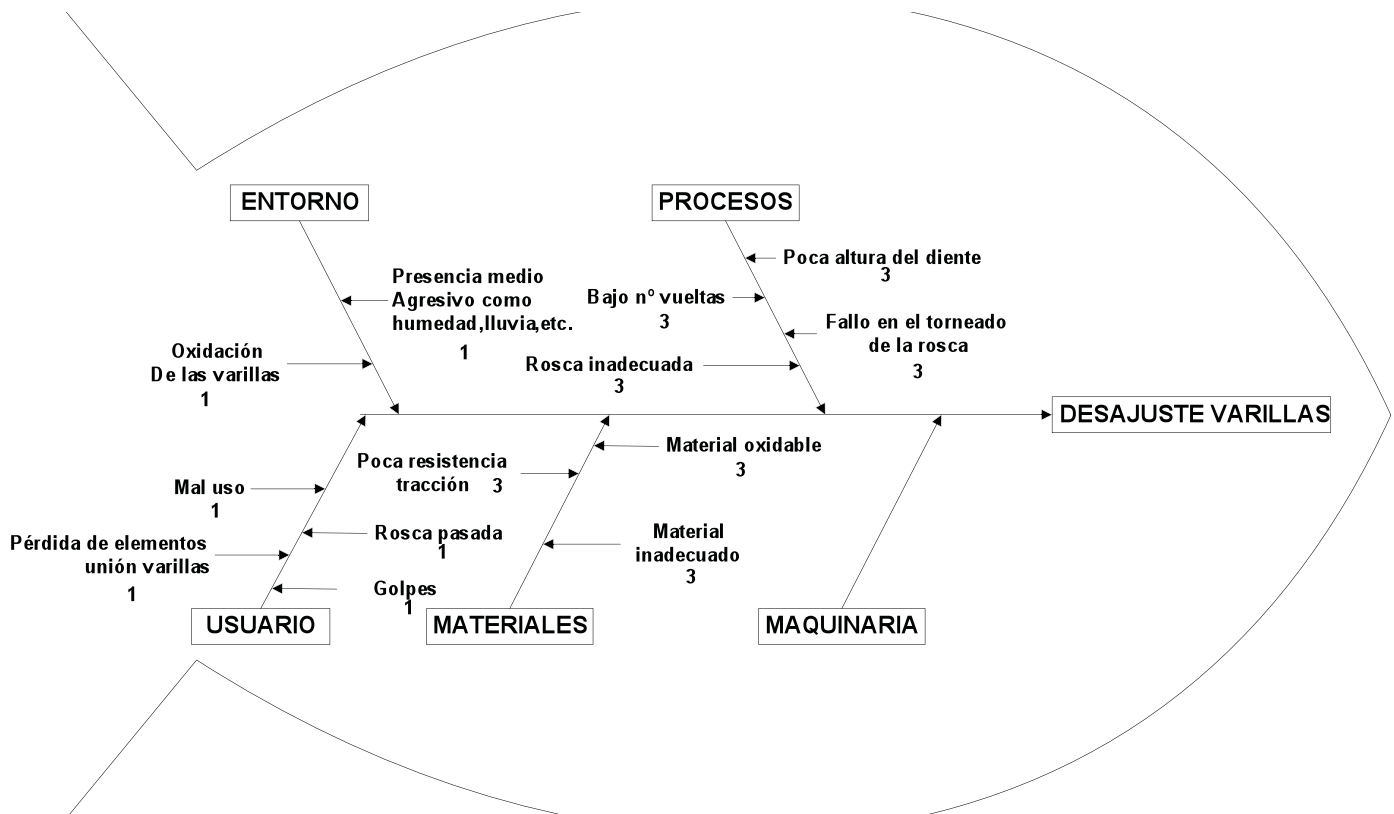 ENTORNO
PROCESOS
Poca altura del diente
3
Presencia medio
Agresivo como
humedad,lluvia,etc.
1
Bajo nº vueltas
3
Fallo en el torneado
de la rosca
3
Oxidación
De las varillas
1
Rosca inadecuada
3
DESAJUSTE VARILLAS
Material oxidable
3
Poca resistencia
tracción 3
Mal uso
1
Rosca pasada
1
Material
inadecuado
3
Pérdida de elementos
unión varillas
1
Golpes
1
USUARIO
MATERIALES
MAQUINARIA